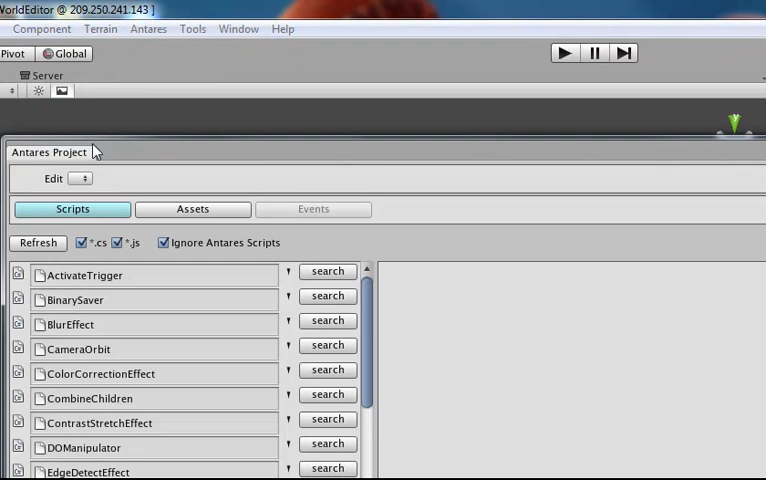 WorldEditor @ 209.250.241.143 ]
Component Terrain Antares Tools Window Help
Pivot Global
Server
Antares Project
Edit
Scripts Assets Events
Refresh *.cs *.js Ignore Antares Scripts
ActivateTrigger search
BinarySaver search
BlurEffect search
CameraOrbit search
ColorCorrectionEffect search
CombineChildren search
ContrastStretchEffect search
DOManipulator search
EdgeDetectEffect search